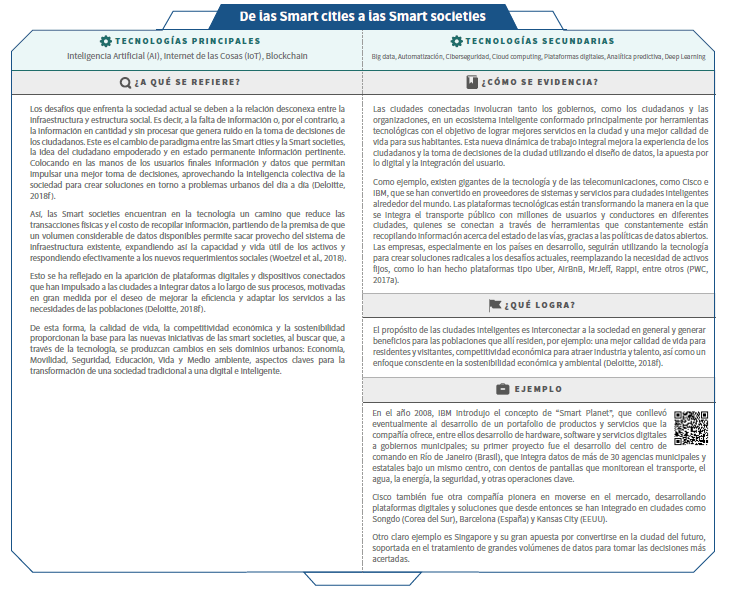 De las Smart cities a las Smart societies
TECNOLOGÍAS PRINCIPALES
Inteligencia Artificial (AI), Internet de las Cosas (IoT), Blockchain
TECNOLOGÍAS SECUNDARIAS
Big data, Automatización, Ciberseguridad, Cloud computing, Plataformas digitales, Analítica predictiva, Deep Learning
¿A QUÉ SE REFIERE?
Los desafíos que enfrenta la sociedad actual se deben a la relación desconexa entre la
infraestructura y estructura social. Es decir, a la falta de información o, por el contrario, a
la información en cantidad y sin procesar que genera ruido en la toma de decisiones de
los ciudadanos. Este es el cambio de paradigma entre las Smart cities y la Smart societies,
la idea del ciudadano empoderado y en estado permanente información pertinente.
Colocando en las manos de los usuarios finales información y datos que permitan
impulsar una mejor toma de decisiones, aprovechando la inteligencia colectiva de la
sociedad para crear soluciones en torno a problemas urbanos del día a día (Deloitte,
2018f).
Así, las Smart societies encuentran en la tecnología un camino que reduce las
transacciones físicas y el costo de recopilar información, partiendo de la premisa de que
un volumen considerable de datos disponibles permite sacar provecho del sistema de
infraestructura existente, expandiendo así la capacidad y vida útil de los activos y
respondiendo efectivamente a los nuevos requerimientos sociales (Woetzel et al., 2018).
Esto se ha reflejado en la aparición de plataformas digitales y dispositivos conectados
que han impulsado a las ciudades a integrar datos a lo largo de sus procesos, motivadas
en gran medida por el deseo de mejorar la eficiencia y adaptar los servicios a las
necesidades de las poblaciones (Deloitte, 2018f).
De esta forma, la calidad de vida, la competitividad económica y la sostenibilidad
proporcionan la base para las nuevas iniciativas de las smart societies, al buscar que, a
través de la tecnología, se produzcan cambios en seis dominios urbanos: Economía,
Movilidad, Seguridad, Educación, Vida y Medio ambiente, aspectos claves para la
transformación de una sociedad tradicional a una digital e inteligente.
¿CÓMO SE EVIDENCIA?
Las ciudades conectadas involucran tanto los gobiernos, como los ciudadanos y las
organizaciones, en un ecosistema inteligente conformado principalmente por herramientas
tecnológicas con el objetivo de lograr mejores servicios en la ciudad y una mejor calidad de
vida para sus habitantes. Esta nueva dinámica de trabajo integral mejora la experiencia de los
ciudadanos y la toma de decisiones de la ciudad utilizando el diseño de datos, la apuesta por
lo digital y la integración del usuario.
Como ejemplo, existen gigantes de la tecnología y de las telecomunicaciones, como Cisco e
IBM, que se han convertido en proveedores de sistemas y servicios para ciudades inteligentes
alrededor del mundo. Las plataformas tecnológicas están transformando la manera en la que
se integra el transporte público con millones de usuarios y conductores en diferentes
ciudades, quienes se conectan a través de herramientas que constantemente están
recopilando información acerca del estado de las vías, gracias a las políticas de datos abiertos.
Las empresas, especialmente en los países en desarrollo, seguirán utilizando la tecnología
para crear soluciones radicales a los desafíos actuales, reemplazando la necesidad de activos
fijos, como lo han hecho plataformas tipo Uber, AirBnB, MrJeff, Rappi, entre otros (PWC,
2017a).
¿QUÉ LOGRA?
El propósito de las ciudades inteligentes es interconectar a la sociedad en general y generar
beneficios para las poblaciones que allí residen, por ejemplo: una mejor calidad de vida para
residentes y visitantes, competitividad económica para atraer industria y talento, así como un
enfoque consciente en la sostenibilidad económica y ambiental (Deloitte, 2018f).
EJEMPLO
En el año 2008, IBM introdujo el concepto de “Smart Planet”, que conllevó
eventualmente al desarrollo de un portafolio de productos y servicios que la
compañía ofrece, entre ellos desarrollo de hardware, software y servicios digitales
a gobiernos municipales; su primer proyecto fue el desarrollo del centro de
comando en Río de Janeiro (Brasil), que integra datos de más de 30 agencias municipales y
estatales bajo un mismo centro, con cientos de pantallas que monitorean el transporte, el
agua, la energía, la seguridad, y otras operaciones clave.
Cisco también fue otra compañía pionera en moverse en el mercado, desarrollando
plataformas digitales y soluciones que desde entonces se han integrado en ciudades como
Songdo (Corea del Sur), Barcelona (España) y Kansas City (EEUU).
Otro claro ejemplo es Singapur y su gran apuesta por convertirse en la ciudad del futuro,
soportada en el tratamiento de grandes volúmenes de datos para tomar las decisiones más
acertadas.